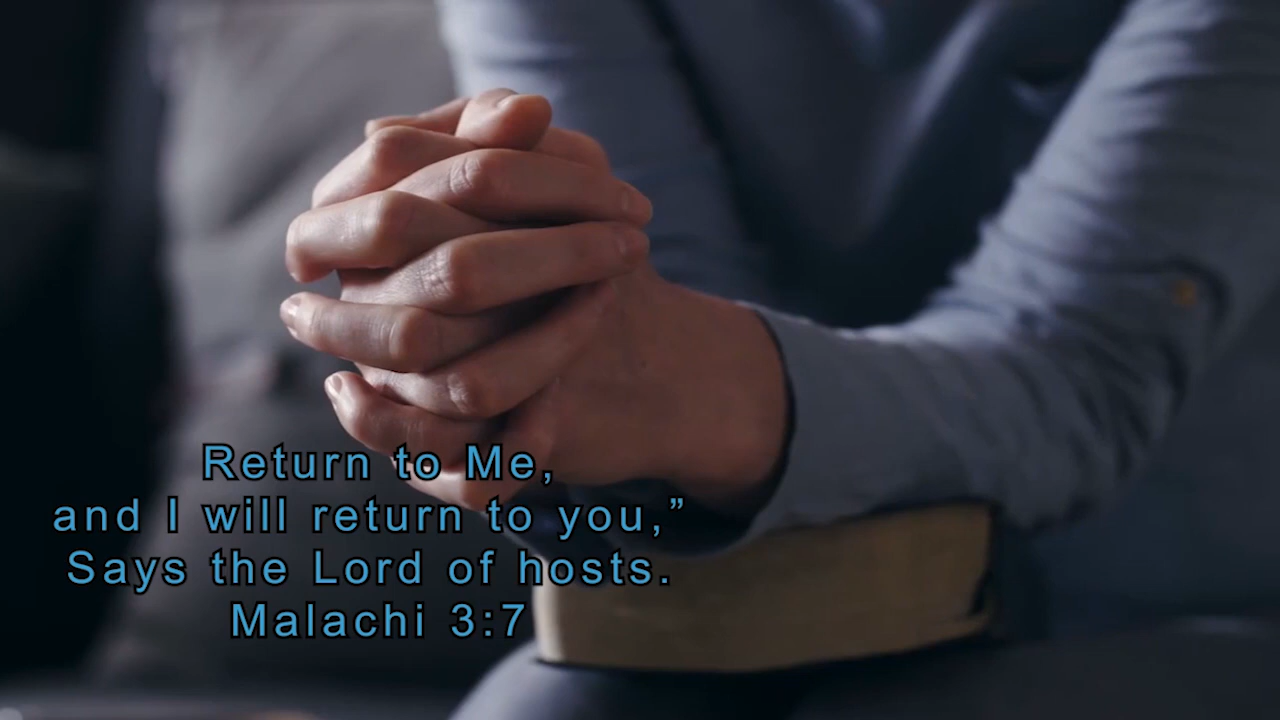 Return to Me,
and I will return to you,”
Says the Lord of hosts.
Malachi 3:7